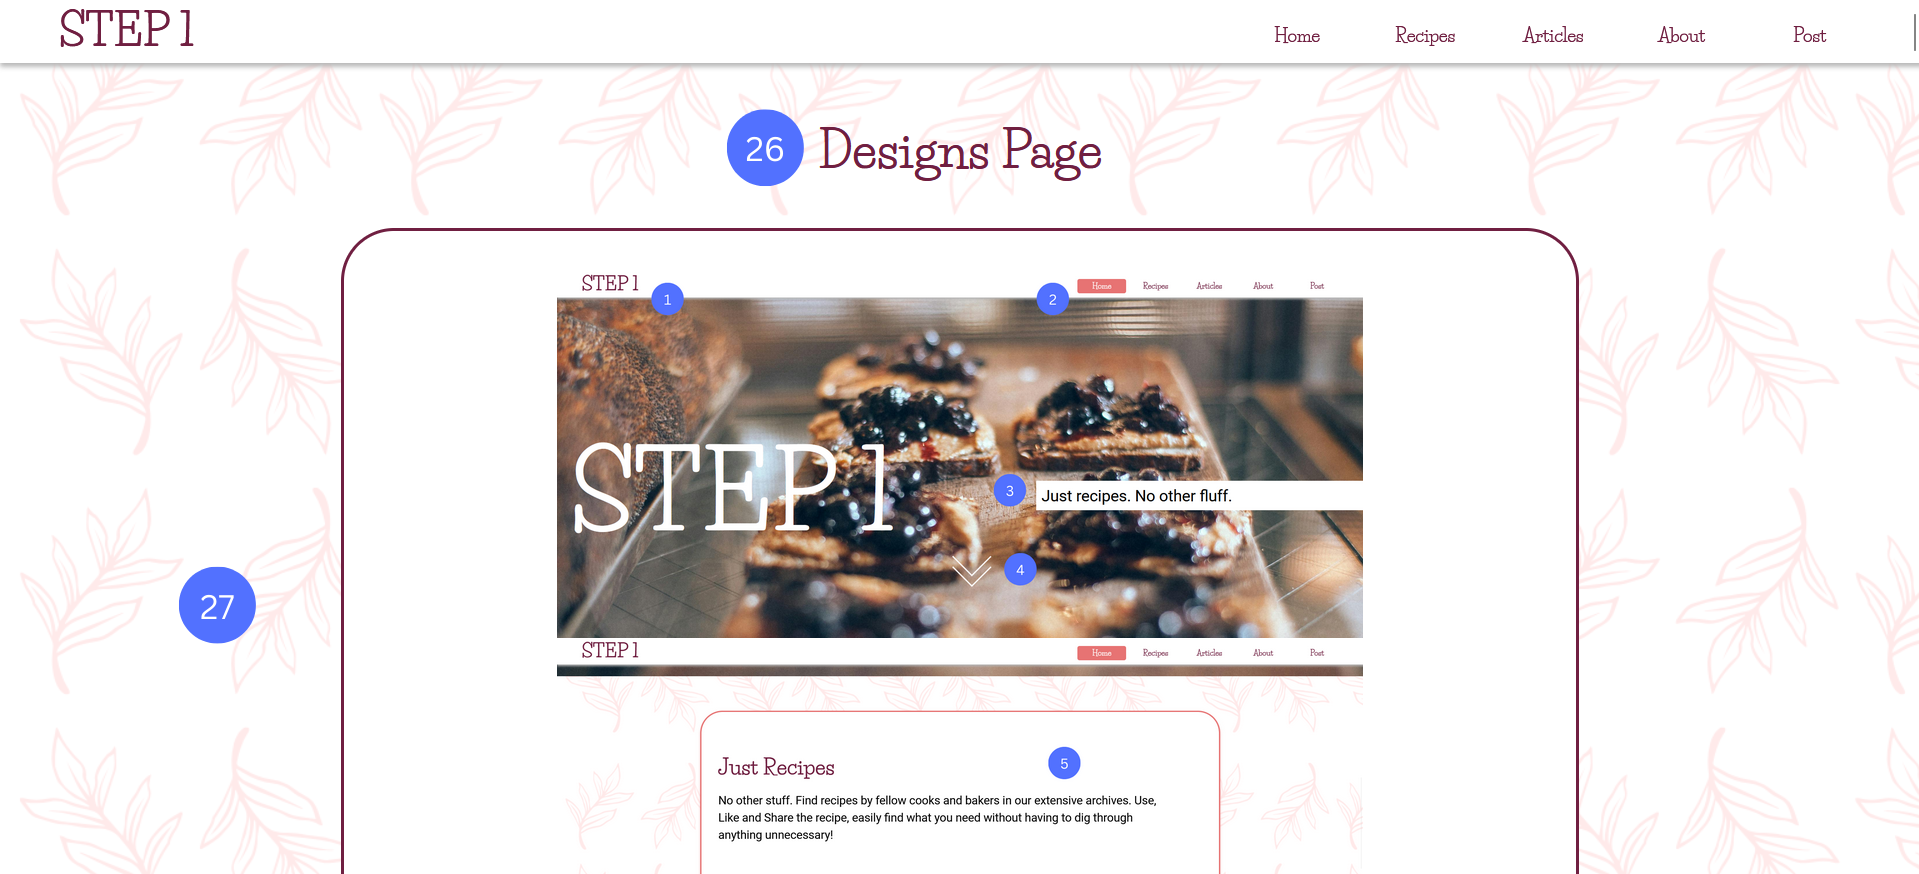 STEP 1
Home Recipes Articles About Post
26 Designs Page
STEP 1
1
2
Home Recipes Articles About Post
STEP 1
3
Just recipes. No other fluff.
4
27
STEP 1
Home Recipes Articles About Post
Just Recipes
5
No other stuff. Find recipes by fellow cooks and bakers in our extensive archives. Use,
Like and Share the recipe, easily find what you need without having to dig through
anything unnecessary!